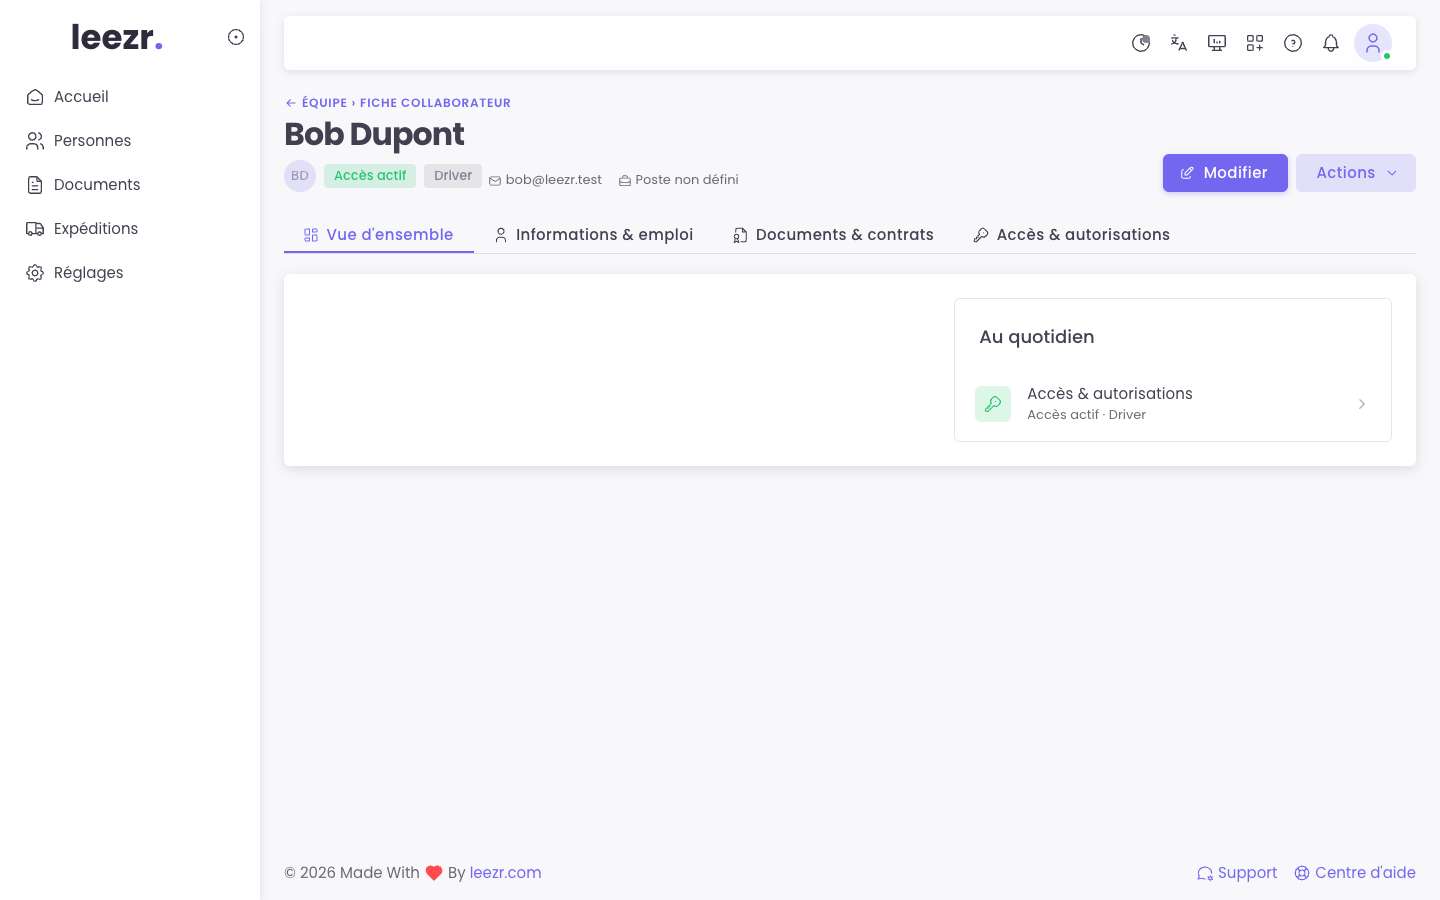 leezr.
Accueil
Personnes
Documents
Expéditions
Réglages
← ÉQUIPE › FICHE COLLABORATEUR
Bob Dupont
BD Accès actif Driver bob@leezr.test Poste non défini
Modifier Actions
Vue d'ensemble Informations & emploi Documents & contrats Accès & autorisations
Au quotidien
Accès & autorisations
Accès actif · Driver
© 2026 Made With By leezr.com
Support Centre d'aide